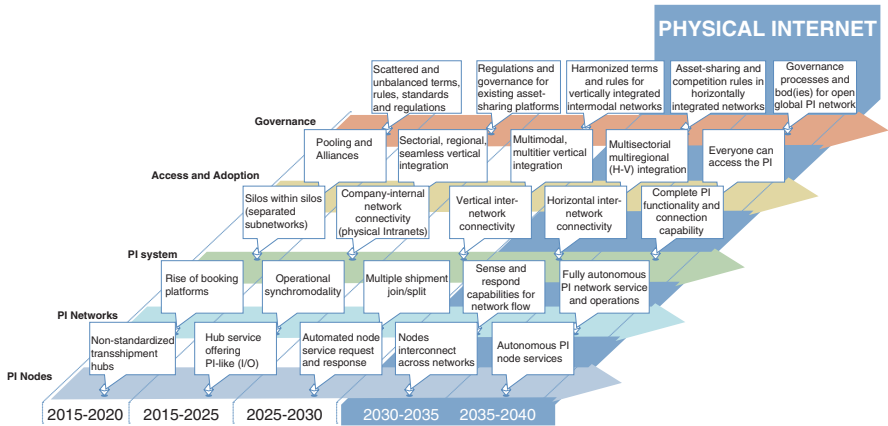 PHYSICAL INTERNET
Scattered and
unbalanced terms,
rules, standards
and regulations
Regulations and
governance for
existing asset-
sharing platforms
Harmonized terms
and rules for
vertically integrated
intermodal networks
Asset-sharing and
competition rules in
horizontally
integrated networks
Governance
processes and
bod(ies) for open
global PI network
Governance
Pooling and
Alliances
Sectorial, regional,
seamless vertical
integration
Multimodal,
multitier vertical
integration
Multisectorial
multiregional
(H-V) integration
Everyone can
access the PI
Access and Adoption
Silos within silos
(separated
subnetworks)
Company-internal
network
connectivity
(physical Intranets)
Vertical inter-
network
connectivity
Horizontal inter-
network
connectivity
Complete PI
functionality and
connection
capability
PI system
Rise of booking
platforms
Operational
synchromodality
Multiple shipment
join/split
Sense and
respond
capabilities for
network flow
Fully autonomous
PI network service
and operations
PI Networks
Non-standardized
transshipment
hubs
Hub service
offering
PI-like (I/O)
Automated node
service request
and response
Nodes
interconnect
across networks
Autonomous PI
node services
PI Nodes
2015-2020
2015-2025
2025-2030
2030-2035
2035-2040